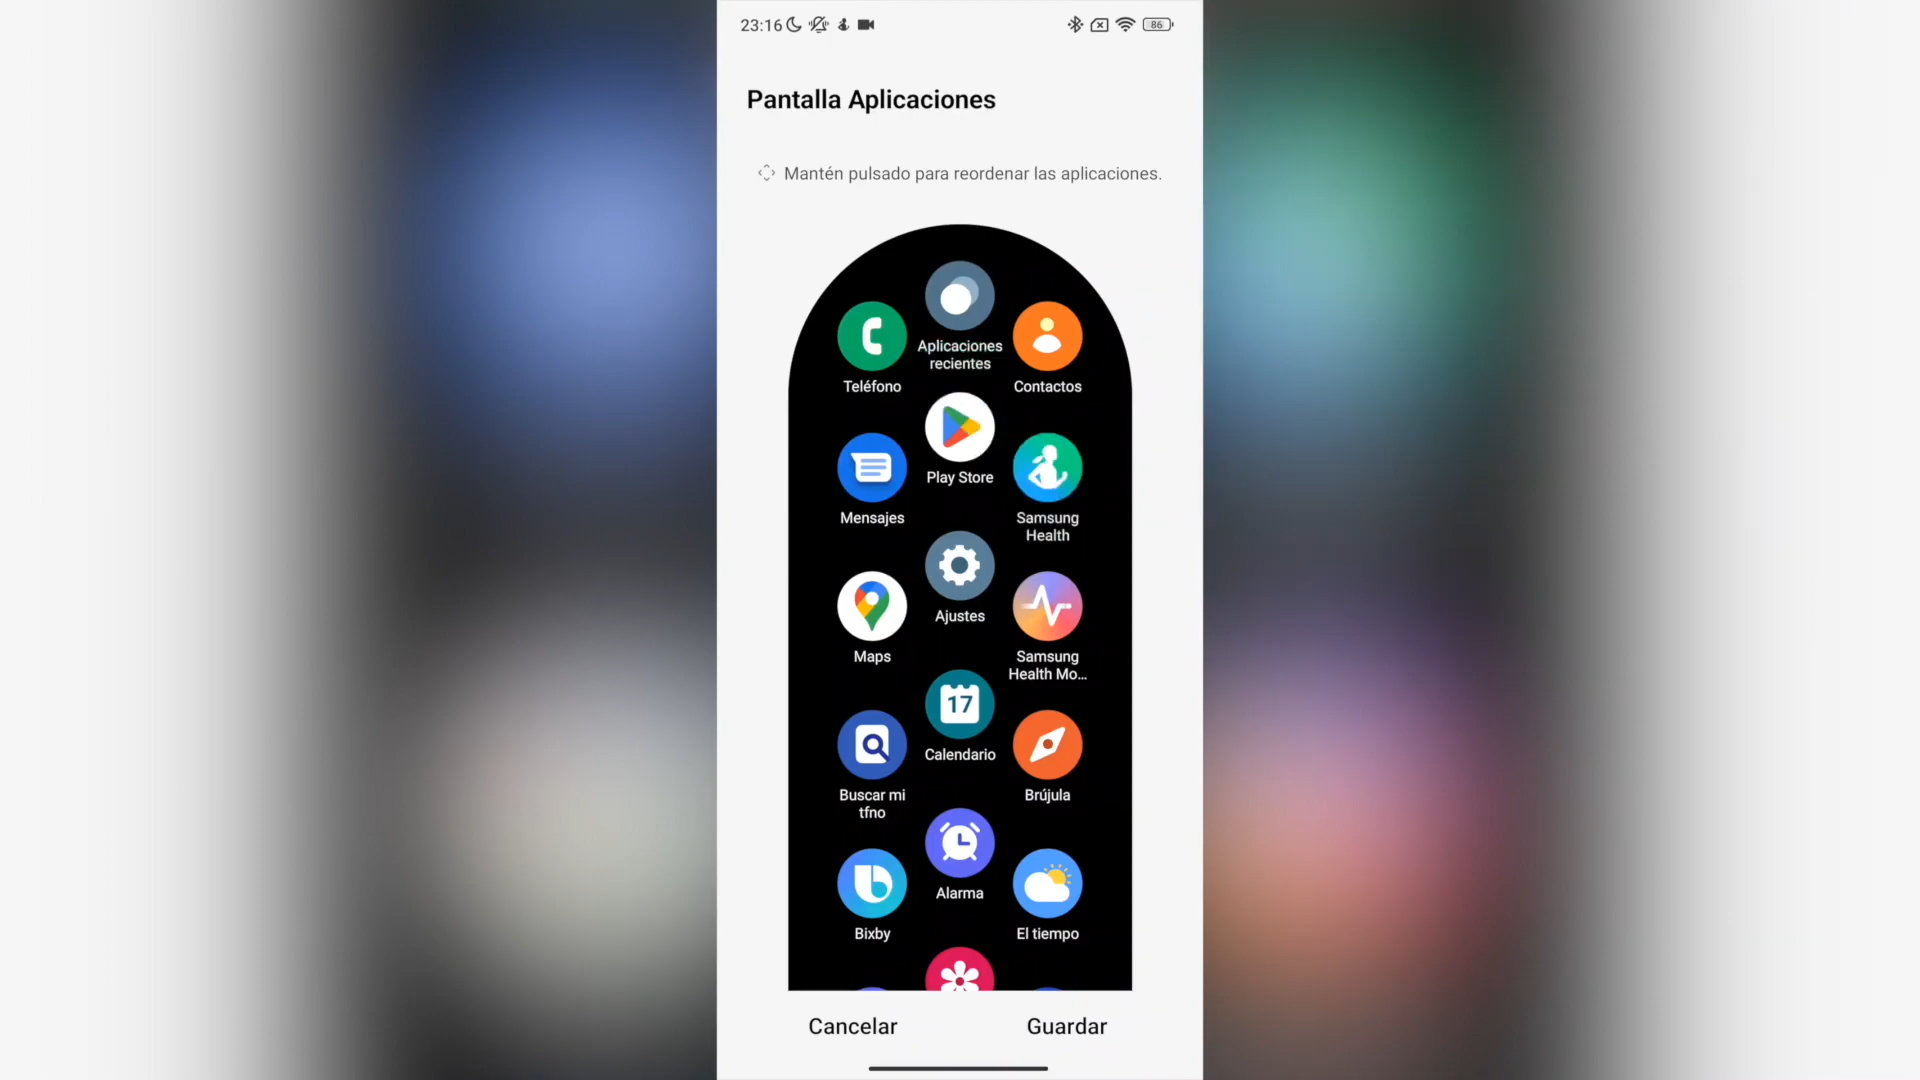 23:16
86
Pantalla Aplicaciones
Mantén pulsado para reordenar las aplicaciones.
Aplicaciones
recientes
Teléfono
Contactos
Play Store
Mensajes
Samsung
Health
Ajustes
Maps
Samsung
Health Mo...
17
Calendario
Buscar mi
tfno
Brújula
Alarma
Bixby
El tiempo
Cancelar
Guardar